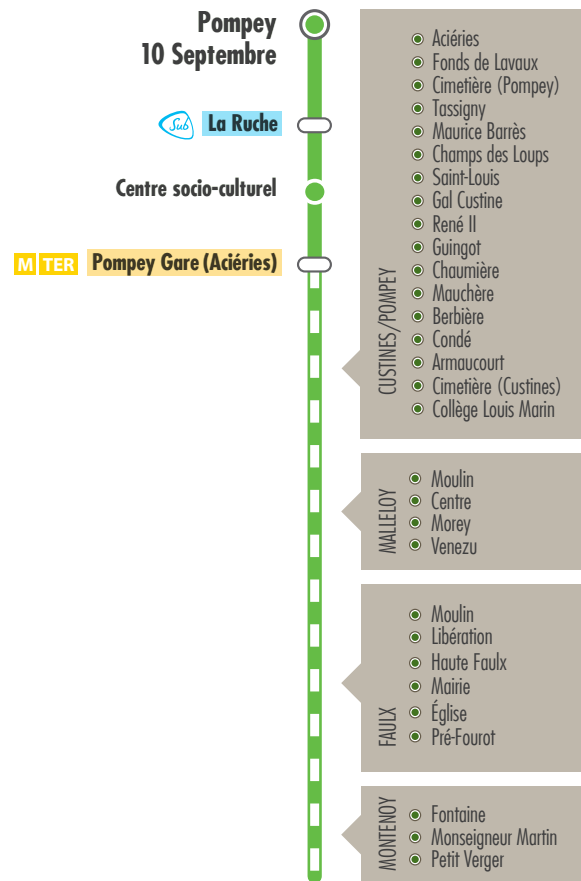 Pompey
10 Septembre
Sub La Ruche
Centre socio-culturel
M TER Pompey Gare (Aciéries)
CUSTINES/POMPEY
Aciéries
Fonds de Lavaux
Cimetière (Pompey)
Tassigny
Maurice Barrès
Champs des Loups
Saint-Louis
Gal Custine
René II
Guingot
Chaumière
Mauchère
Berbière
Condé
Armaucourt
Cimetière (Custines)
Collège Louis Marin
MALLELOY
Moulin
Centre
Morey
Venezu
FAULX
Moulin
Libération
Haute Faulx
Mairie
Église
Pré-Fourot
MONTENOY
Fontaine
Monseigneur Martin
Petit Verger